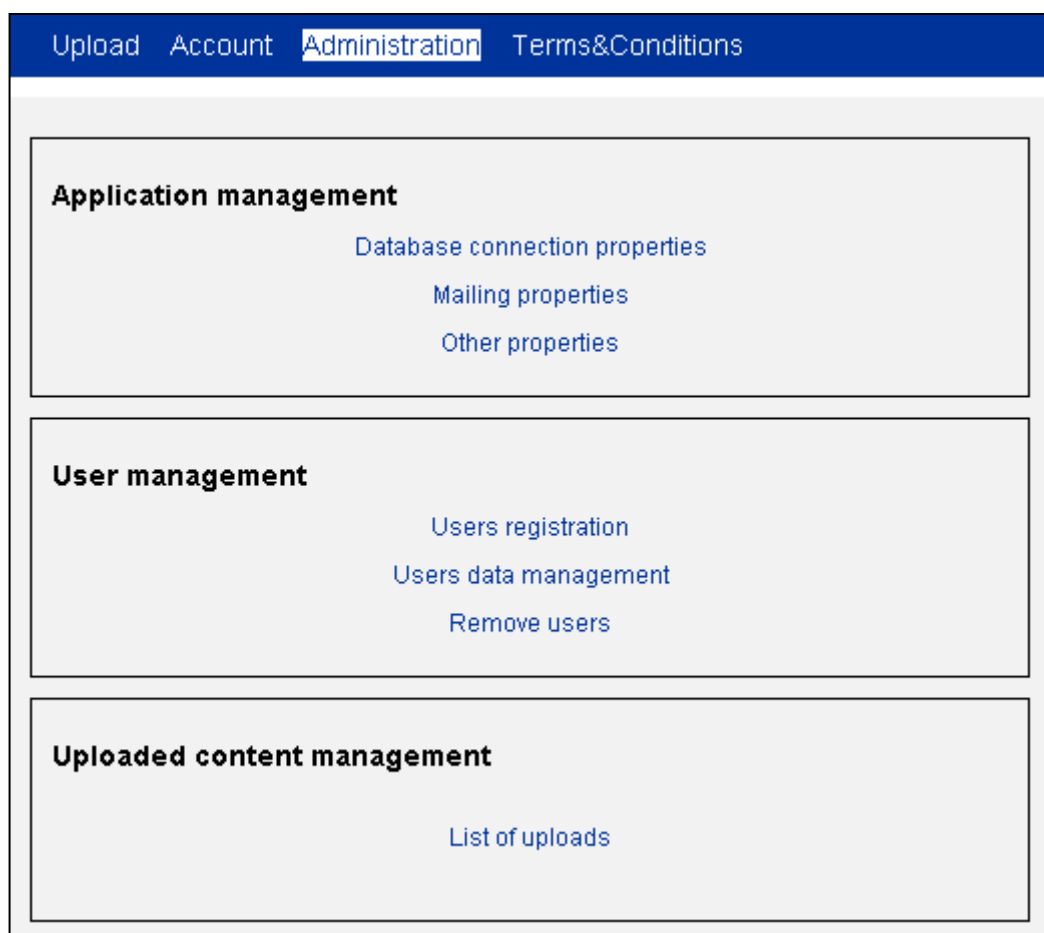 Upload Account Administration Terms&Conditions
Application management
Database connection properties
Mailing properties
Other properties
User management
Users registration
Users data management
Remove users
Uploaded content management
List of uploads